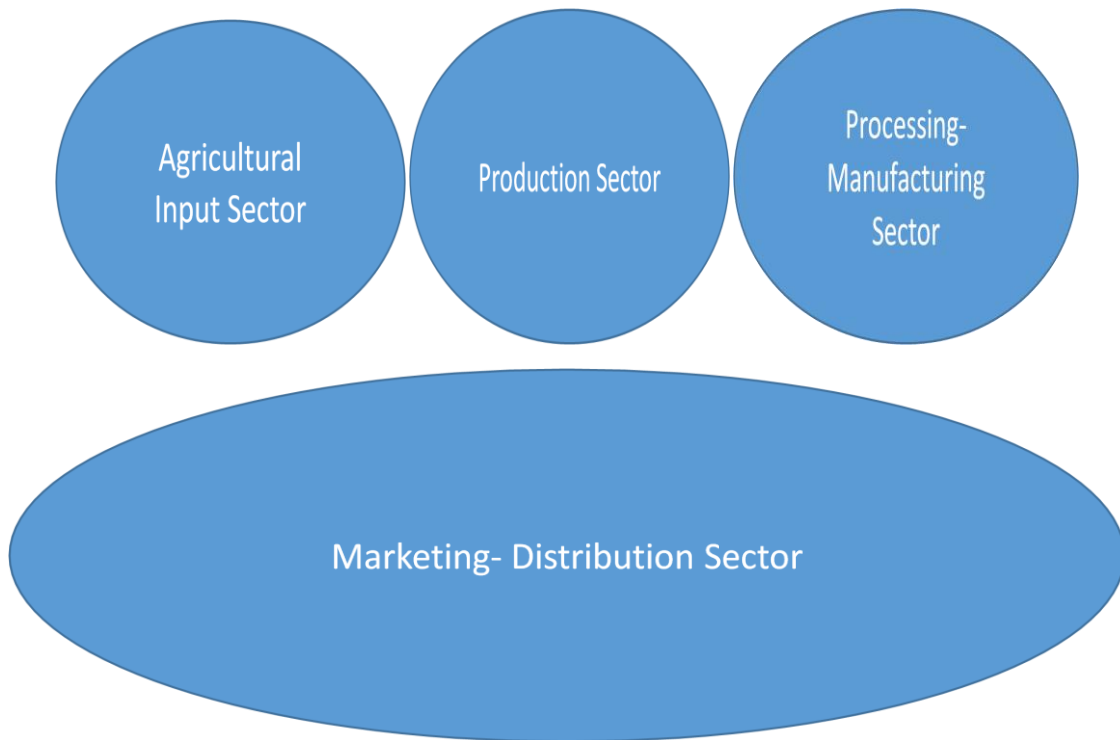 Agricultural
Input Sector
Production Sector
Processing-
Manufacturing
Sector
Marketing- Distribution Sector